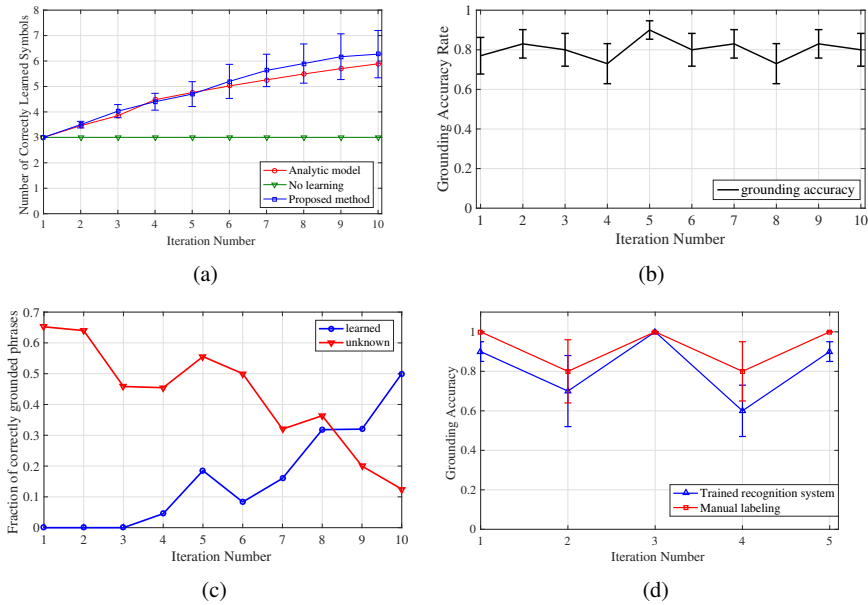 Number of Correctly Learned Symbols
8
7
6
5
4
3
2
1
0
1 2 3 4 5 6 7 8 9 10
Iteration Number
Analytic model
No learning
Proposed method
(a)
Grounding Accuracy Rate
1
0.8
0.6
0.4
0.2
0
1 2 3 4 5 6 7 8 9 10
Iteration Number
grounding accuracy
(b)
Fraction of correctly grounded phrases
0.7
0.6
0.5
0.4
0.3
0.2
0.1
0
1 2 3 4 5 6 7 8 9 10
Iteration Number
learned
unknown
(c)
Grounding Accuracy
1
0.8
0.6
0.4
0.2
0
1 2 3 4 5
Iteration Number
Trained recognition system
Manual labeling
(d)